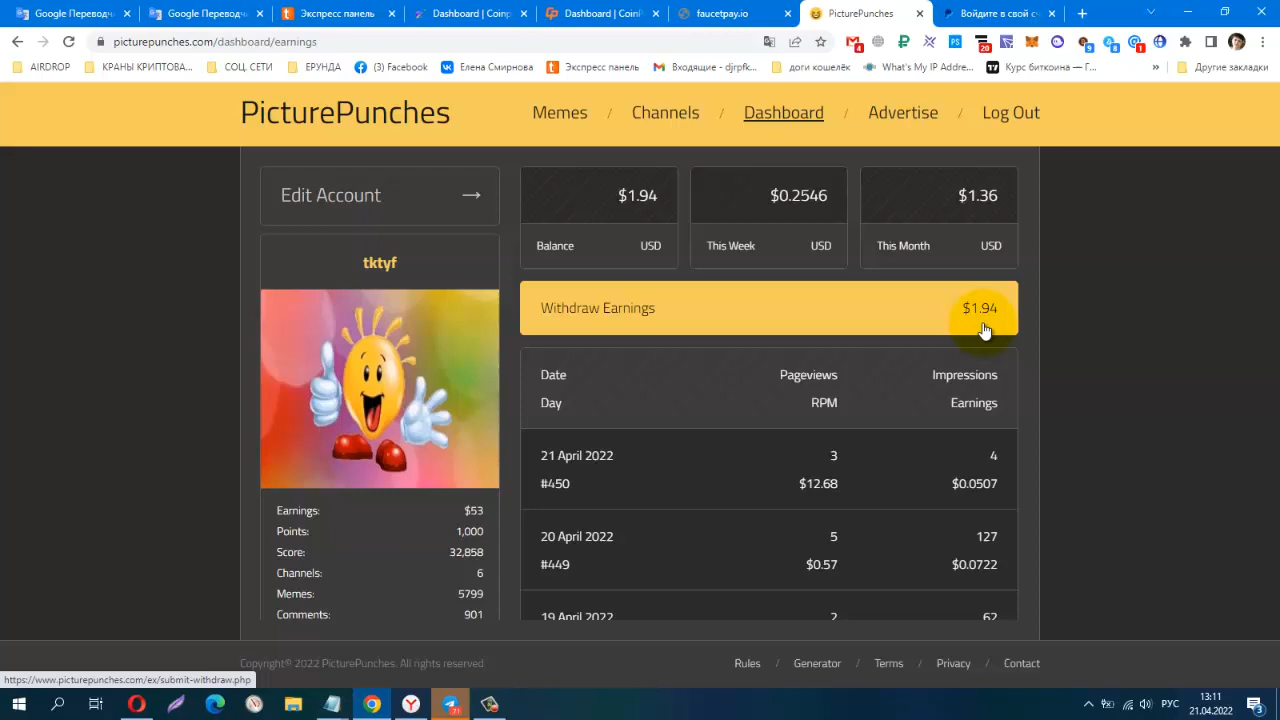 Google Переводч
Google Переводч
Экспресс панель
Dashboard | Coinp
Dashboard | CoinP
faucetpay.io
PicturePunches
Войдите в свой с
picturepunches.com/dashboard/earnings
AIRDROP
КРАНЫ КРИПТОВА...
СОЦ. СЕТИ
ЕРУНДА
(3) Facebook
Елена Смирнова
Экспресс панель
Входящие - djrpfk...
доги кошелёк
What's My IP Addre...
Курс биткоина — Г...
»
Другие закладки
PicturePunches
Memes / Channels / Dashboard / Advertise / Log Out
Edit Account →
$1.94
Balance USD
$0.2546
This Week USD
$1.36
This Month USD
tktyf
Withdraw Earnings $1.94
Date Pageviews Impressions
Day RPM Earnings
21 April 2022 3 4
#450 $12.68 $0.0507
20 April 2022 5 127
#449 $0.57 $0.0722
19 April 2022 2 62
Earnings: $53
Points: 1,000
Score: 32,858
Channels: 6
Memes: 5799
Comments: 901
Copyright© 2022 PicturePunches. All rights reserved.
Rules / Generator / Terms / Privacy / Contact
https://www.picturepunches.com/ex/submit-withdraw.php
РУС
13:11
21.04.2022